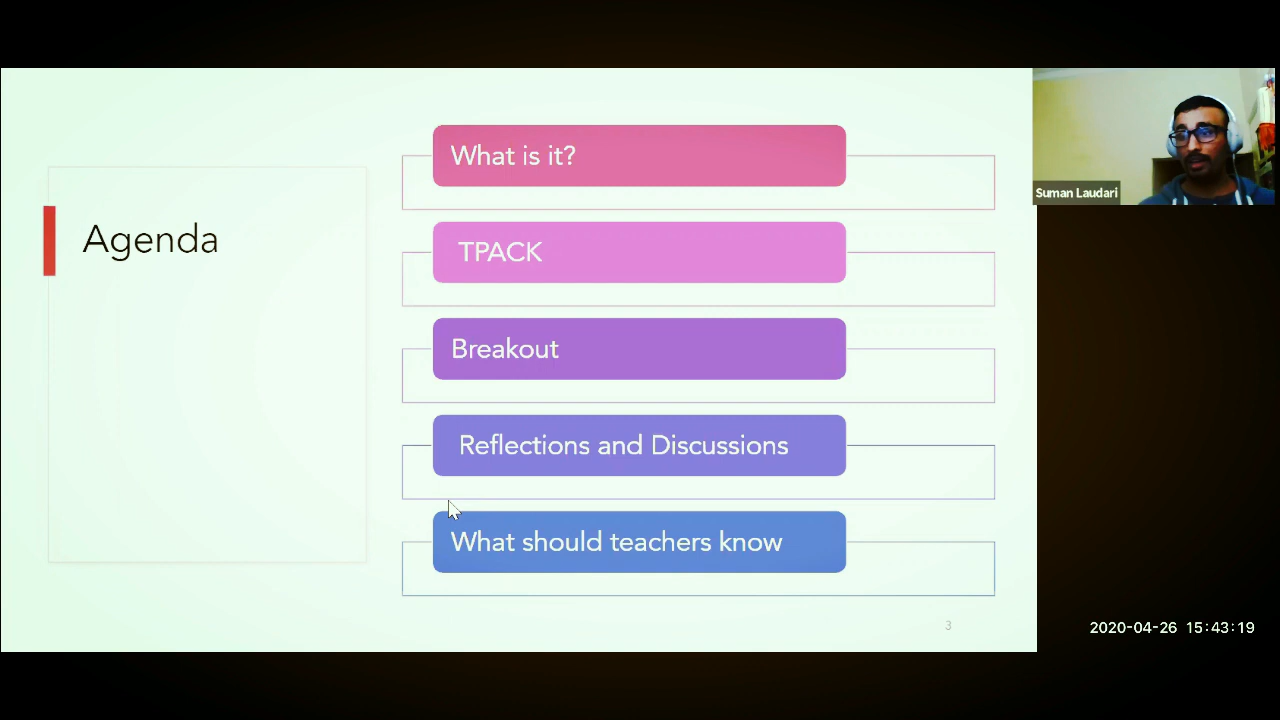 Agenda
What is it?
TPACK
Breakout
Reflections and Discussions
What should teachers know
3
Suman Laudari
2020-04-26 15:43:19